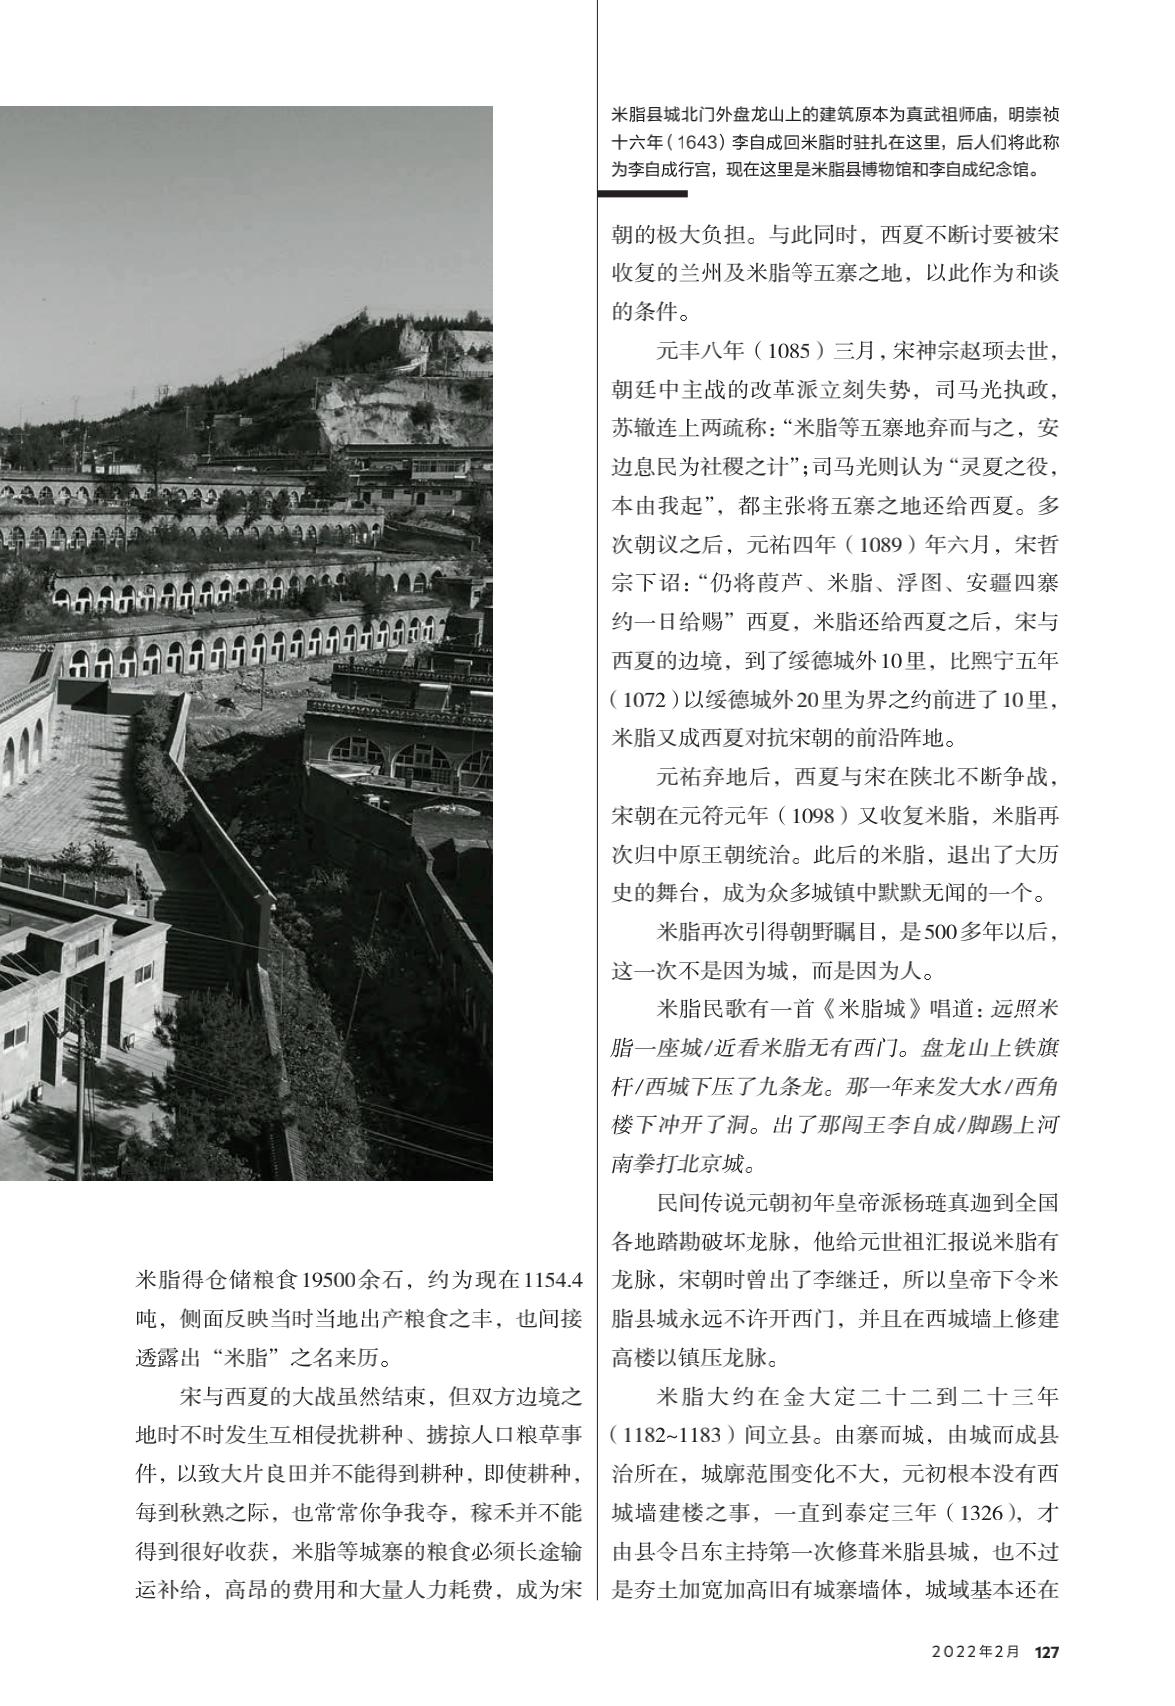 米脂县城北门外盘龙山上的建筑原本为真武祖师庙，明崇祯
十六年（1643）李自成回米脂时驻扎在这里，后人们将此称
为李自成行宫，现在这里是米脂县博物馆和李自成纪念馆。
米脂得仓储粮食19500余石，约为现在1154.4
吨，侧面反映当时当地出产粮食之丰，也间接
透露出“米脂”之名来历。
宋与西夏的大战虽然结束，但双方边境之
地时不时发生互相侵扰耕种、掳掠人口粮草事
件，以致大片良田并不能得到耕种，即使耕种，
每到秋熟之际，也常常你争我夺，稼禾并不能
得到很好收获，米脂等城寨的粮食必须长途输
运补给，高昂的费用和大量人力耗费，成为宋
朝的极大负担。与此同时，西夏不断讨要被宋
收复的兰州及米脂等五寨之地，以此作为和谈
的条件。
元丰八年（1085）三月，宋神宗赵顼去世，
朝廷中主战的改革派立刻失势，司马光执政，
苏辙连上两疏称：“米脂等五寨地弃而与之，安
边息民为社稷之计”；司马光则认为“灵夏之役，
本由我起”，都主张将五寨之地还给西夏。多
次朝议之后，元祐四年（1089）年六月，宋哲
宗下诏：“仍将葭芦、米脂、浮图、安疆四寨
约一日给赐”西夏，米脂还给西夏之后，宋与
西夏的边境，到了绥德城外10里，比熙宁五年
（1072）以绥德城外20里为界之约前进了10里，
米脂又成西夏对抗宋朝的前沿阵地。
元祐弃地后，西夏与宋在陕北不断争战，
宋朝在元符元年（1098）又收复米脂，米脂再
次归中原王朝统治。此后的米脂，退出了大历
史的舞台，成为众多城镇中默默无闻的一个。
米脂再次引得朝野瞩目，是500多年以后，
这一次不是因为城，而是因为人。
米脂民歌有一首《米脂城》唱道：远照米
脂一座城/近看米脂无有西门。盘龙山上铁旗
杆/西城下压了九条龙。那一年来发大水/西角
楼下冲开了洞。出了那闯王李自成/脚踢上河
南拳打北京城。
民间传说元朝初年皇帝派杨琏真迦到全国
各地踏勘破坏龙脉，他给元世祖汇报说米脂有
龙脉，宋朝时曾出了李继迁，所以皇帝下令米
脂县城永远不许开西门，并且在西城墙上修建
高楼以镇压龙脉。
米脂大约在金大定二十二到二十三年
（1182~1183）间立县。由寨而城，由城而成县
治所在，城廓范围变化不大，元初根本没有西
城墙建楼之事，一直到泰定三年（1326），才
由县令吕东主持第一次修葺米脂县城，也不过
是夯土加宽加高旧有城寨墙体，城域基本还在
2022年2月 127